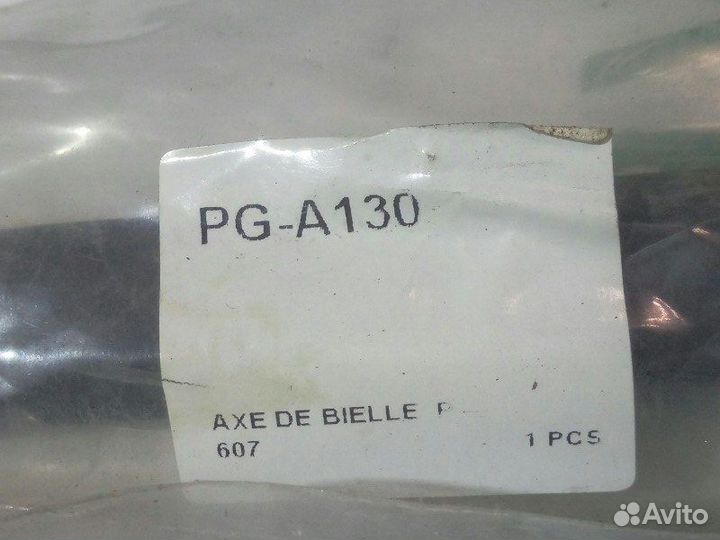 PG-A130
AXE DE BIELLE P
607 1 PCS
Avito